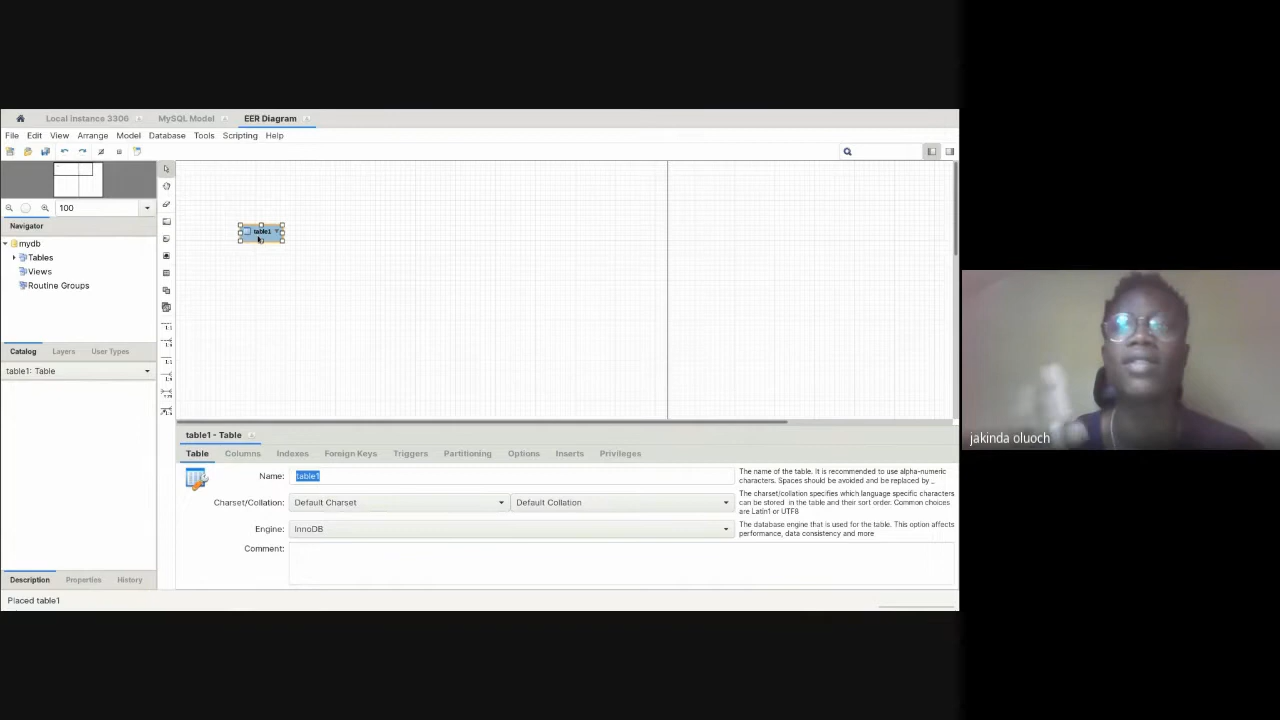 Local instance 3306
MySQL Model
EER Diagram
File Edit View Arrange Model Database Tools Scripting Help
100
Navigator
mydb
Tables
Views
Routine Groups
Catalog Layers User Types
table1: Table
table1
1:1
1:1
table1 - Table
Table Columns Indexes Foreign Keys Triggers Partitioning Options Inserts Privileges
Name: table1
The name of the table. It is recommended to use alpha-numeric
characters. Spaces should be avoided and be replaced by _
Charset/Collation: Default Charset Default Collation
The charset/collation specifies which language specific characters
can be stored in the table and their sort order. Common choices
are Latin1 or UTF8
Engine: InnoDB
The database engine that is used for the table. This option affects
performance, data consistency and more
Comment:
Description Properties History
Placed table1
jakinda oluoch